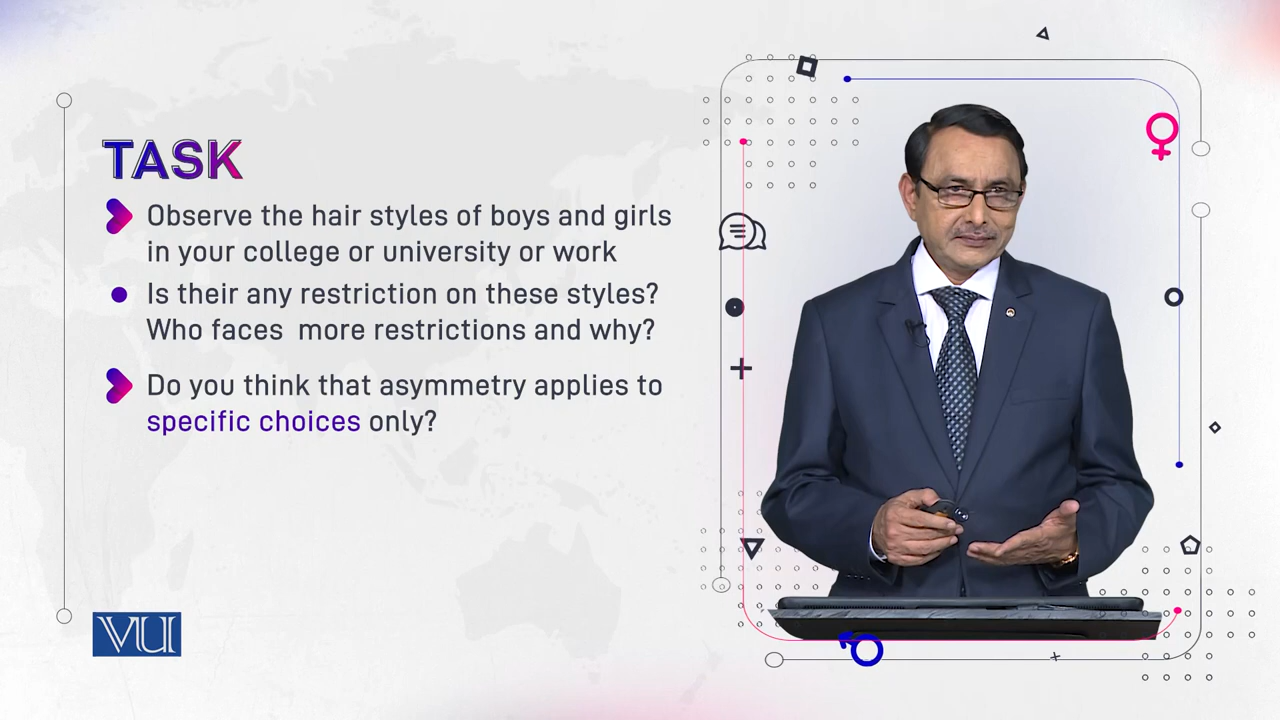 TASK
Observe the hair styles of boys and girls
in your college or university or work
Is their any restriction on these styles?
Who faces  more restrictions and why?
Do you think that asymmetry applies to
specific choices only?
VU